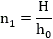 n₁ = H/h₀